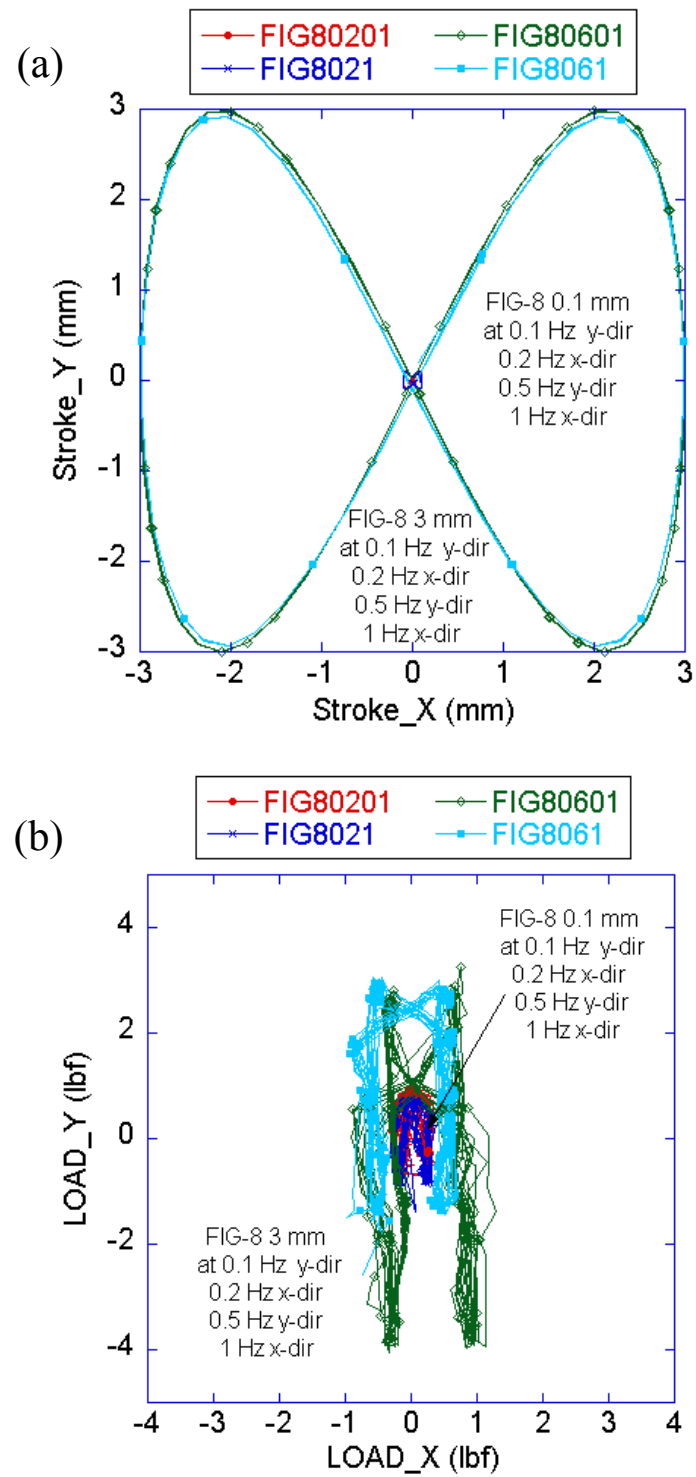 FIG80201 FIG80601
FIG8021 FIG8061
(a)
3
2
1
0
-1
-2
-3
Stroke_Y (mm)
FIG-8 0.1 mm
at 0.1 Hz y-dir
0.2 Hz x-dir
0.5 Hz y-dir
1 Hz x-dir
FIG-8 3 mm
at 0.1 Hz y-dir
0.2 Hz x-dir
0.5 Hz y-dir
1 Hz x-dir
-3 -2 -1 0 1 2 3
Stroke_X (mm)
FIG80201 FIG80601
FIG8021 FIG8061
(b)
4
2
0
-2
-4
LOAD_Y (lbf)
FIG-8 0.1 mm
at 0.1 Hz y-dir
0.2 Hz x-dir
0.5 Hz y-dir
1 Hz x-dir
FIG-8 3 mm
at 0.1 Hz y-dir
0.2 Hz x-dir
0.5 Hz y-dir
1 Hz x-dir
-4 -3 -2 -1 0 1 2 3 4
LOAD_X (lbf)